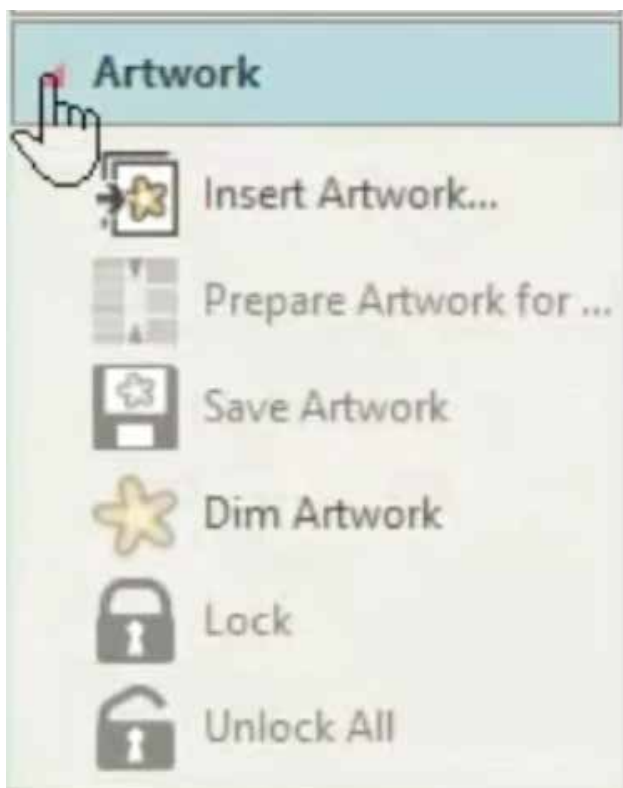 Artwork
Insert Artwork...
Prepare Artwork for ...
Save Artwork
Dim Artwork
Lock
Unlock All